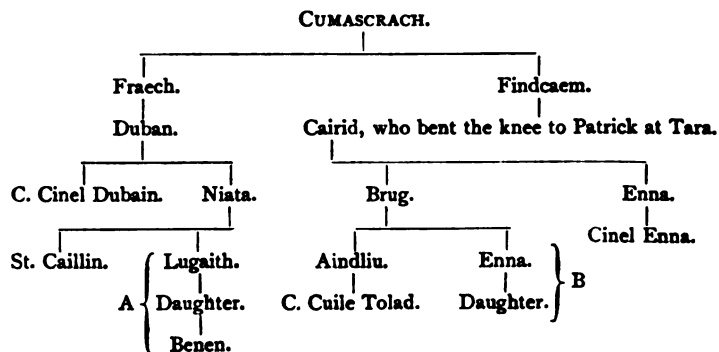 CUMASCRACH.
Fraech. Findcaem.
Duban. Cairid, who bent the knee to Patrick at Tara.
C. Cinel Dubain. Niata. Brug. Enna.
Cinel Enna.
St. Caillin. Lugaith. Aindliu. Enna.
A Daughter. C. Cuile Tolad. Daughter. B
Benen.